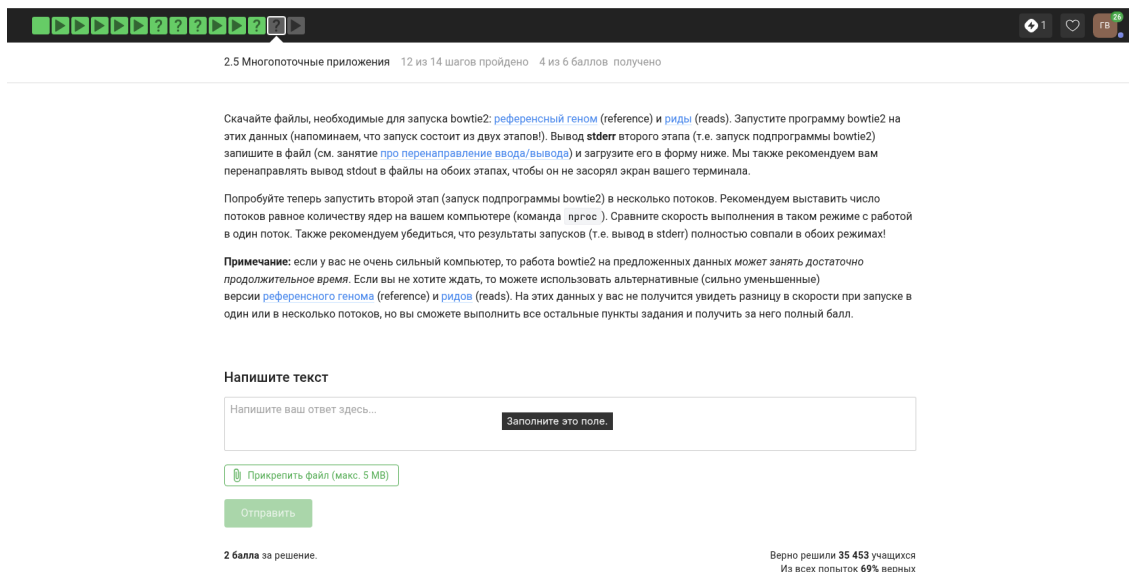 ? ? ? ? ? 1 ГВ 26
2.5 Многопоточные приложения 12 из 14 шагов пройдено 4 из 6 баллов получено
Скачайте файлы, необходимые для запуска bowtie2: референсный геном (reference) и риды (reads). Запустите программу bowtie2 на
этих данных (напоминаем, что запуск состоит из двух этапов!). Вывод stderr второго этапа (т.е. запуск подпрограммы bowtie2)
запишите в файл (см. занятие про перенаправление ввода/вывода) и загрузите его в форму ниже. Мы также рекомендуем вам
перенаправлять вывод stdout в файлы на обоих этапах, чтобы он не засорял экран вашего терминала.
Попробуйте теперь запустить второй этап (запуск подпрограммы bowtie2) в несколько потоков. Рекомендуем выставить число
потоков равное количеству ядер на вашем компьютере (команда nproc ). Сравните скорость выполнения в таком режиме с работой
в один поток. Также рекомендуем убедиться, что результаты запусков (т.е. вывод в stderr) полностью совпали в обоих режимах!
Примечание: если у вас не очень сильный компьютер, то работа bowtie2 на предложенных данных может занять достаточно
продолжительное время. Если вы не хотите ждать, то можете использовать альтернативные (сильно уменьшенные)
версии референсного генома (reference) и ридов (reads). На этих данных у вас не получится увидеть разницу в скорости при запуске в
один или в несколько потоков, но вы сможете выполнить все остальные пункты задания и получить за него полный балл.
Напишите текст
Напишите ваш ответ здесь...
Заполните это поле.
Прикрепить файл (макс. 5 MB)
Отправить
2 балла за решение.
Верно решили 35 453 учащихся
Из всех попыток 69% верных